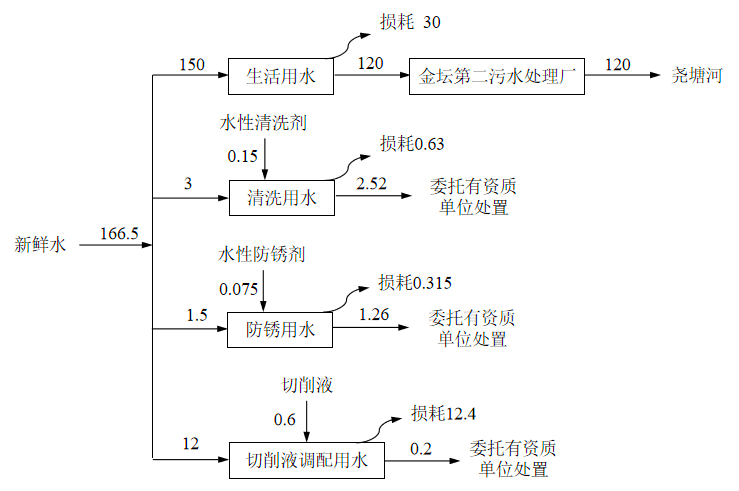 损耗 30
150
生活用水
120
金坛第二污水处理厂
120
尧塘河
水性清洗剂
0.15
损耗0.63
3
清洗用水
2.52
委托有资质
单位处置
新鲜水
166.5
水性防锈剂
0.075
损耗0.315
1.5
防锈用水
1.26
委托有资质
单位处置
切削液
0.6
损耗12.4
12
切削液调配用水
0.2
委托有资质
单位处置